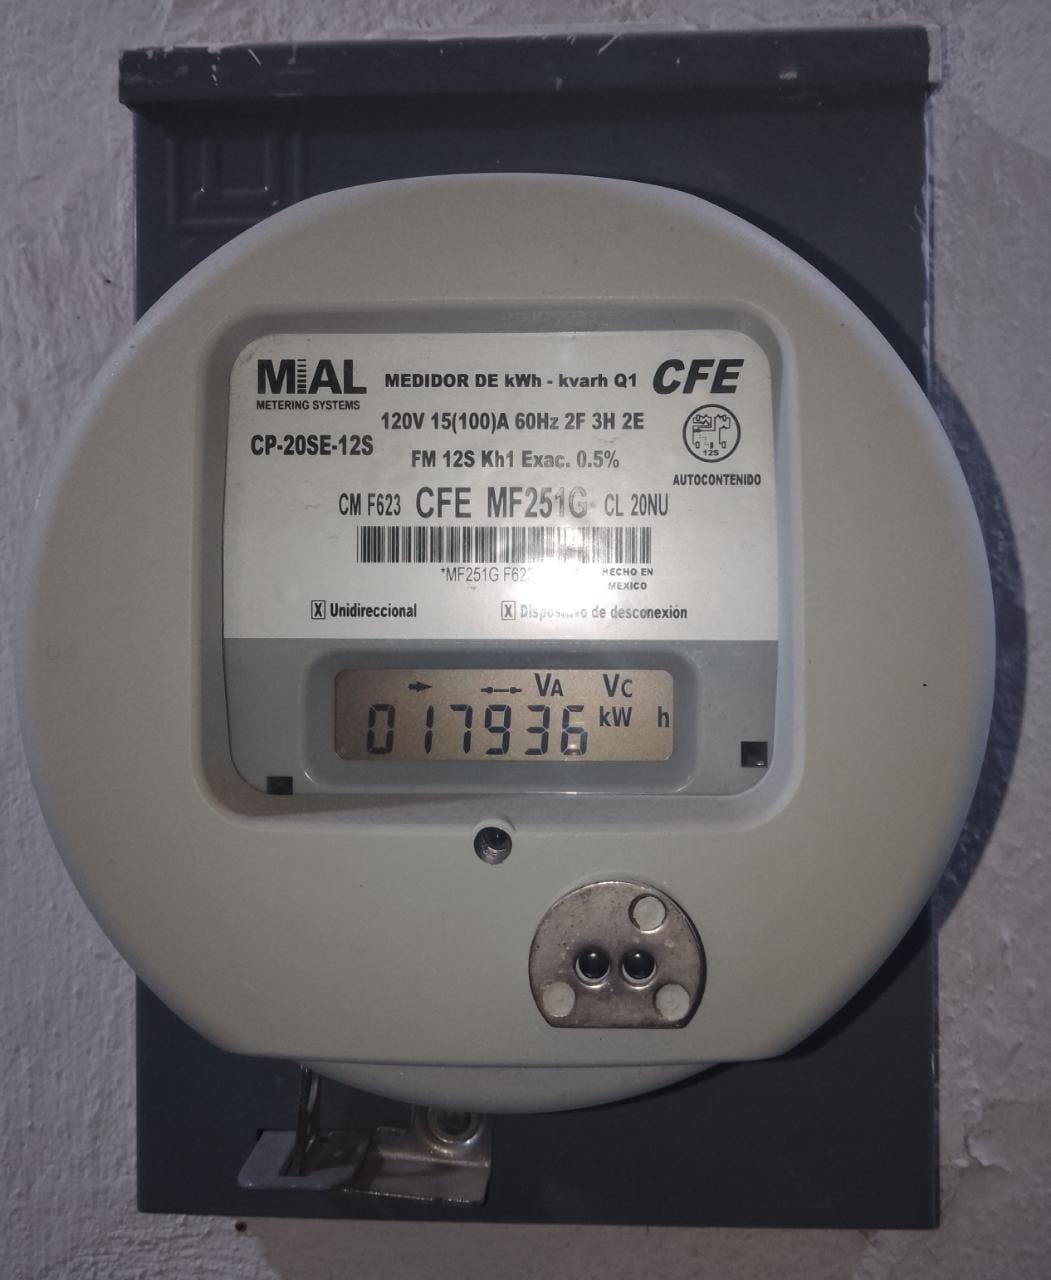 MIAL
METERING SYSTEMS
MEDIDOR DE kWh - kvarh Q1
CFE
120V 15(100)A 60Hz 2F 3H 2E
CP-20SE-12S
FM 12S Kh1 Exac. 0.5%
12S
AUTOCONTENIDO
CM F623 CFE MF251G CL 20NU
*MF251G F623
HECHO EN
MEXICO
X Unidireccional
X Dispositivo de desconexión
VA VC
017936 kW h